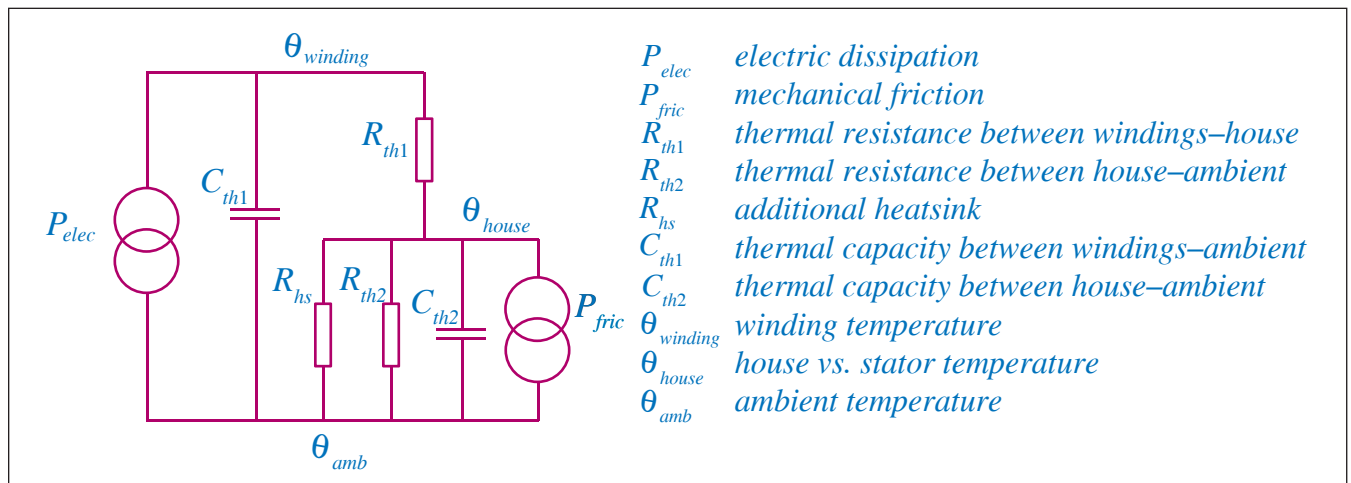 θwinding
Rth1
Cth1
Pelec
θhouse
Rhs
Rth2
Cth2
Pfric
θamb
Pelec electric dissipation
Pfric mechanical friction
Rth1 thermal resistance between windings–house
Rth2 thermal resistance between house–ambient
Rhs additional heatsink
Cth1 thermal capacity between windings–ambient
Cth2 thermal capacity between house–ambient
θwinding winding temperature
θhouse house vs. stator temperature
θamb ambient temperature